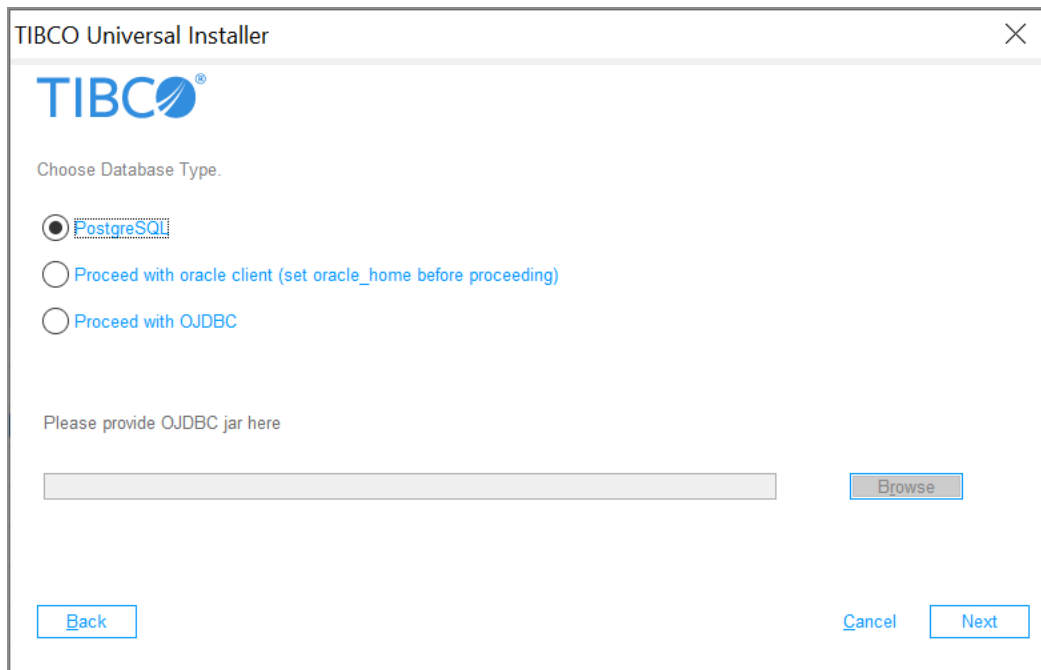 TIBCO Universal Installer
TIBCO®
Choose Database Type.
PostgreSQL
Proceed with oracle client (set oracle_home before proceeding)
Proceed with OJDBC
Please provide OJDBC jar here
Browse
Back Cancel Next